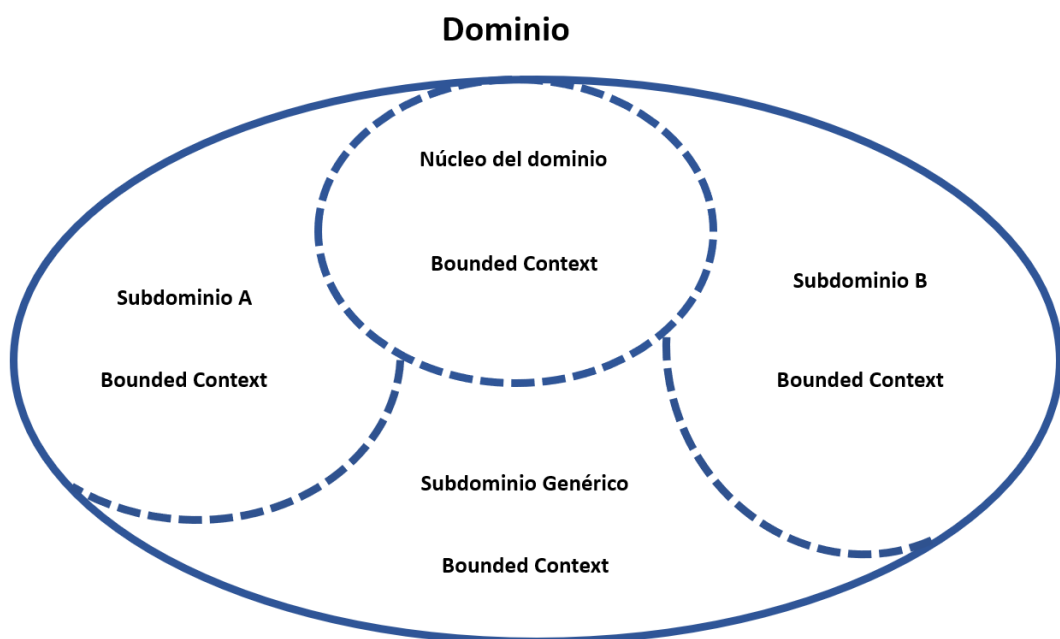 Dominio
Núcleo del dominio
Bounded Context
Subdominio A
Bounded Context
Subdominio B
Bounded Context
Subdominio Genérico
Bounded Context